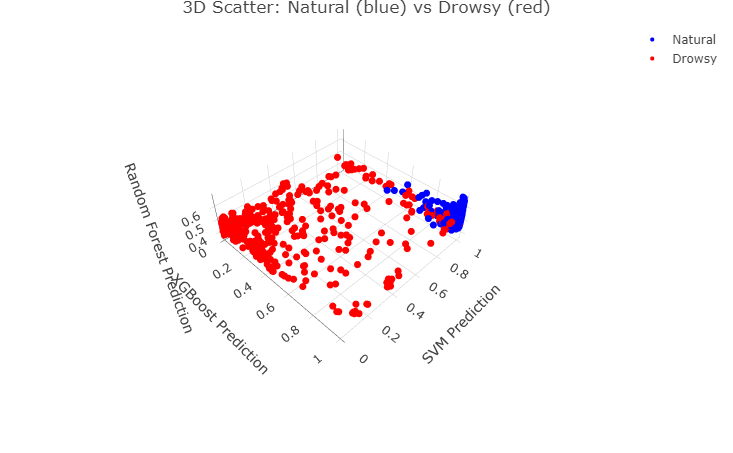 3D Scatter: Natural (blue) vs Drowsy (red)
Natural
Drowsy
Random Forest Prediction
0.6
0.5
0.4
0
0.2
0.4
0.6
0.8
1
XGBoost Prediction
0
0.2
0.4
0.6
0.8
1
SVM Prediction